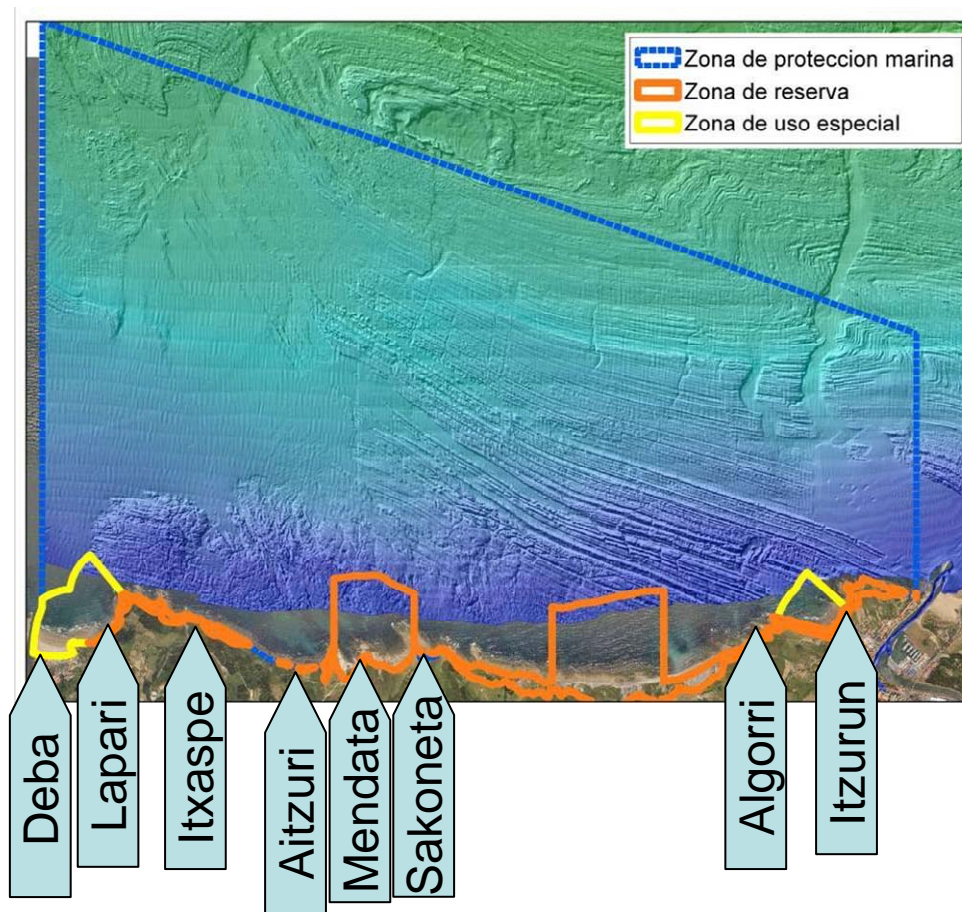 Zona de proteccion marina
Zona de reserva
Zona de uso especial
Deba
Lapari
Itxaspe
Aitzuri
Mendata
Sakoneta
Algorri
Itzurun